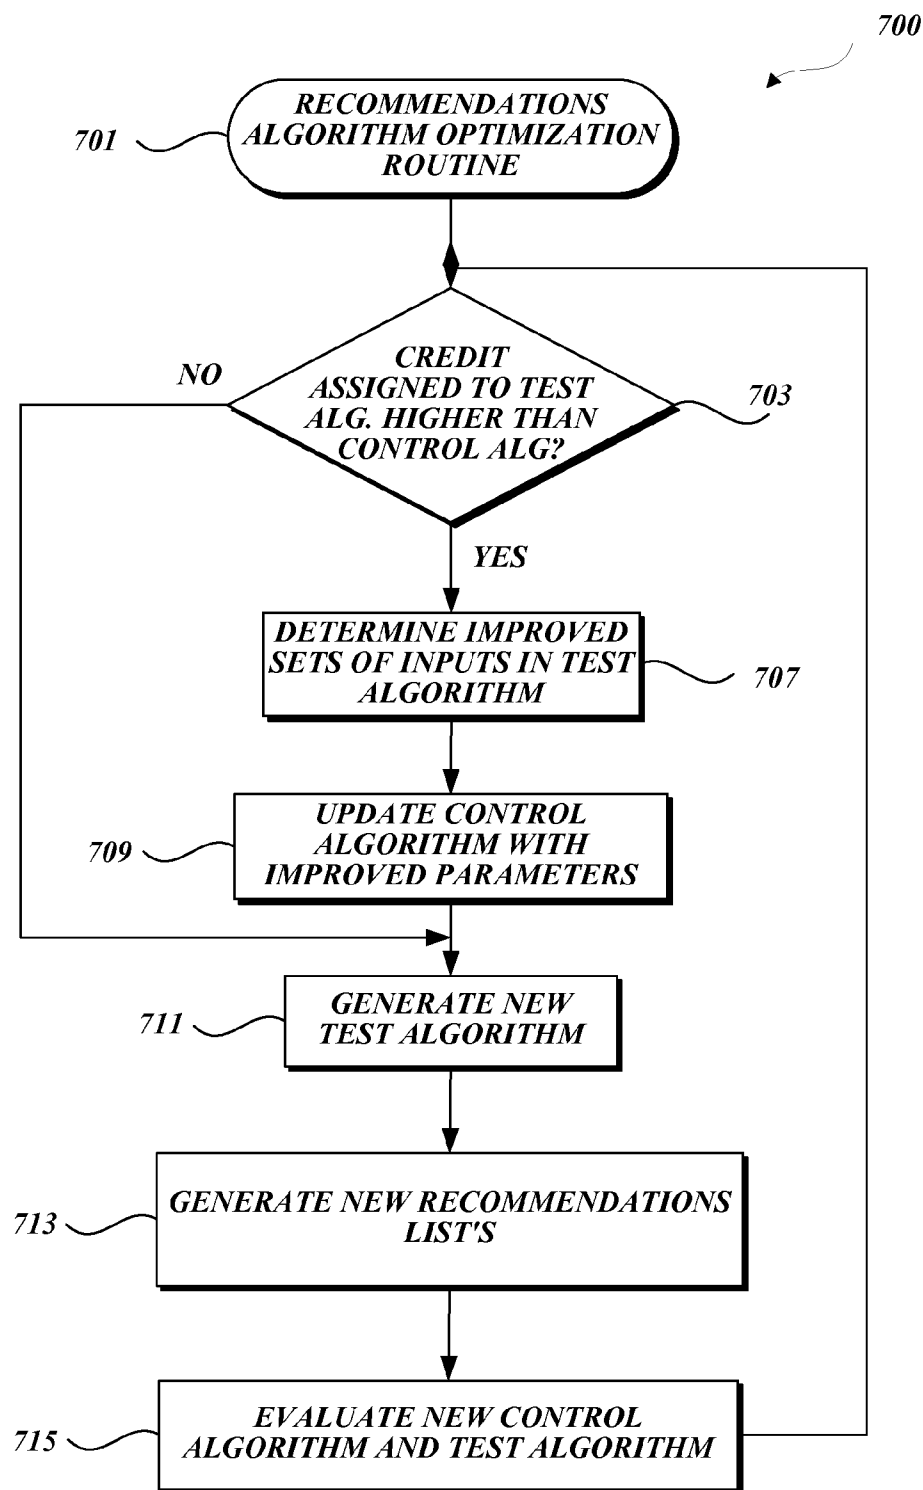 700
RECOMMENDATIONS
ALGORITHM OPTIMIZATION
ROUTINE
701
NO
CREDIT
ASSIGNED TO TEST
ALG. HIGHER THAN
CONTROL ALG?
703
YES
DETERMINE IMPROVED
SETS OF INPUTS IN TEST
ALGORITHM
707
UPDATE CONTROL
ALGORITHM WITH
IMPROVED PARAMETERS
709
GENERATE NEW
TEST ALGORITHM
711
GENERATE NEW RECOMMENDATIONS
LIST'S
713
EVALUATE NEW CONTROL
ALGORITHM AND TEST ALGORITHM
715